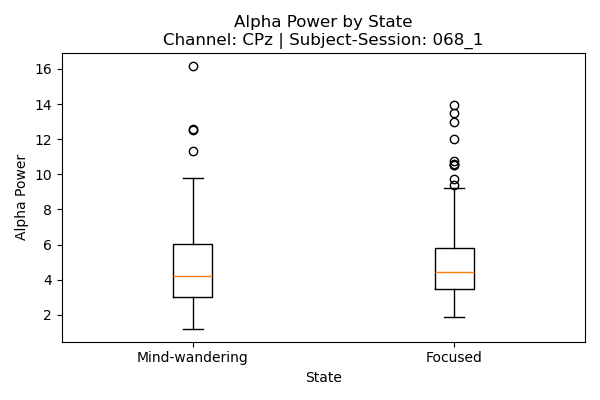 Alpha Power by State
Channel: CPz | Subject-Session: 068_1
Alpha Power
16
14
12
10
8
6
4
2
Mind-wandering
Focused
State